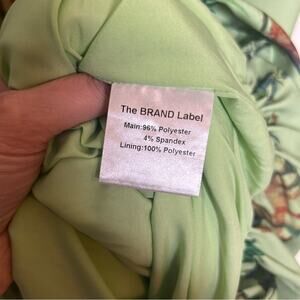 The BRAND Label
Main:96% Polyester
4% Spandex
Lining:100% Polyester